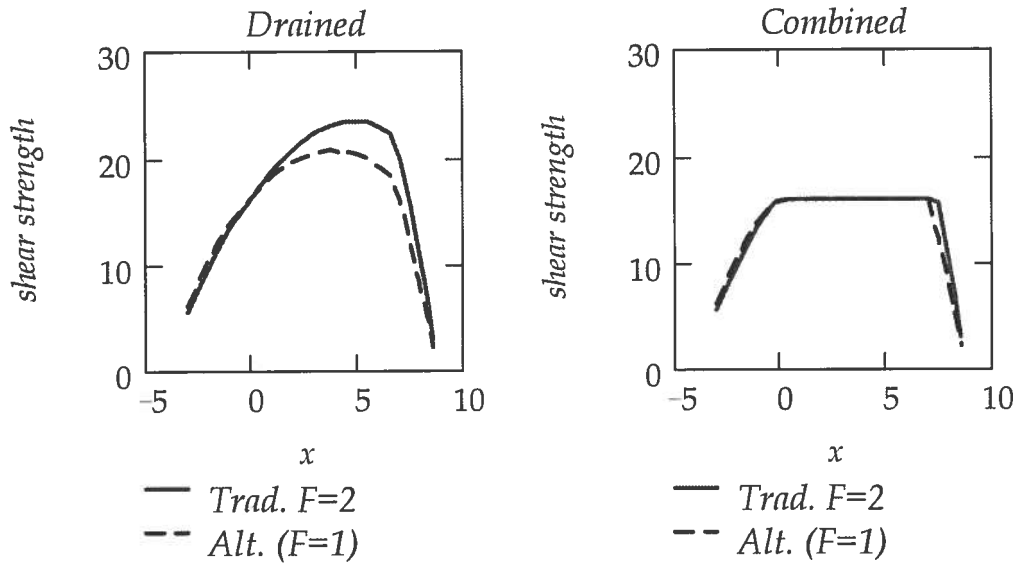 Drained
30
20
10
0
-5 0 5 10
shear strength
x
Trad. F=2
Alt. (F=1)
Combined
30
20
10
0
-5 0 5 10
shear strength
x
Trad. F=2
Alt. (F=1)